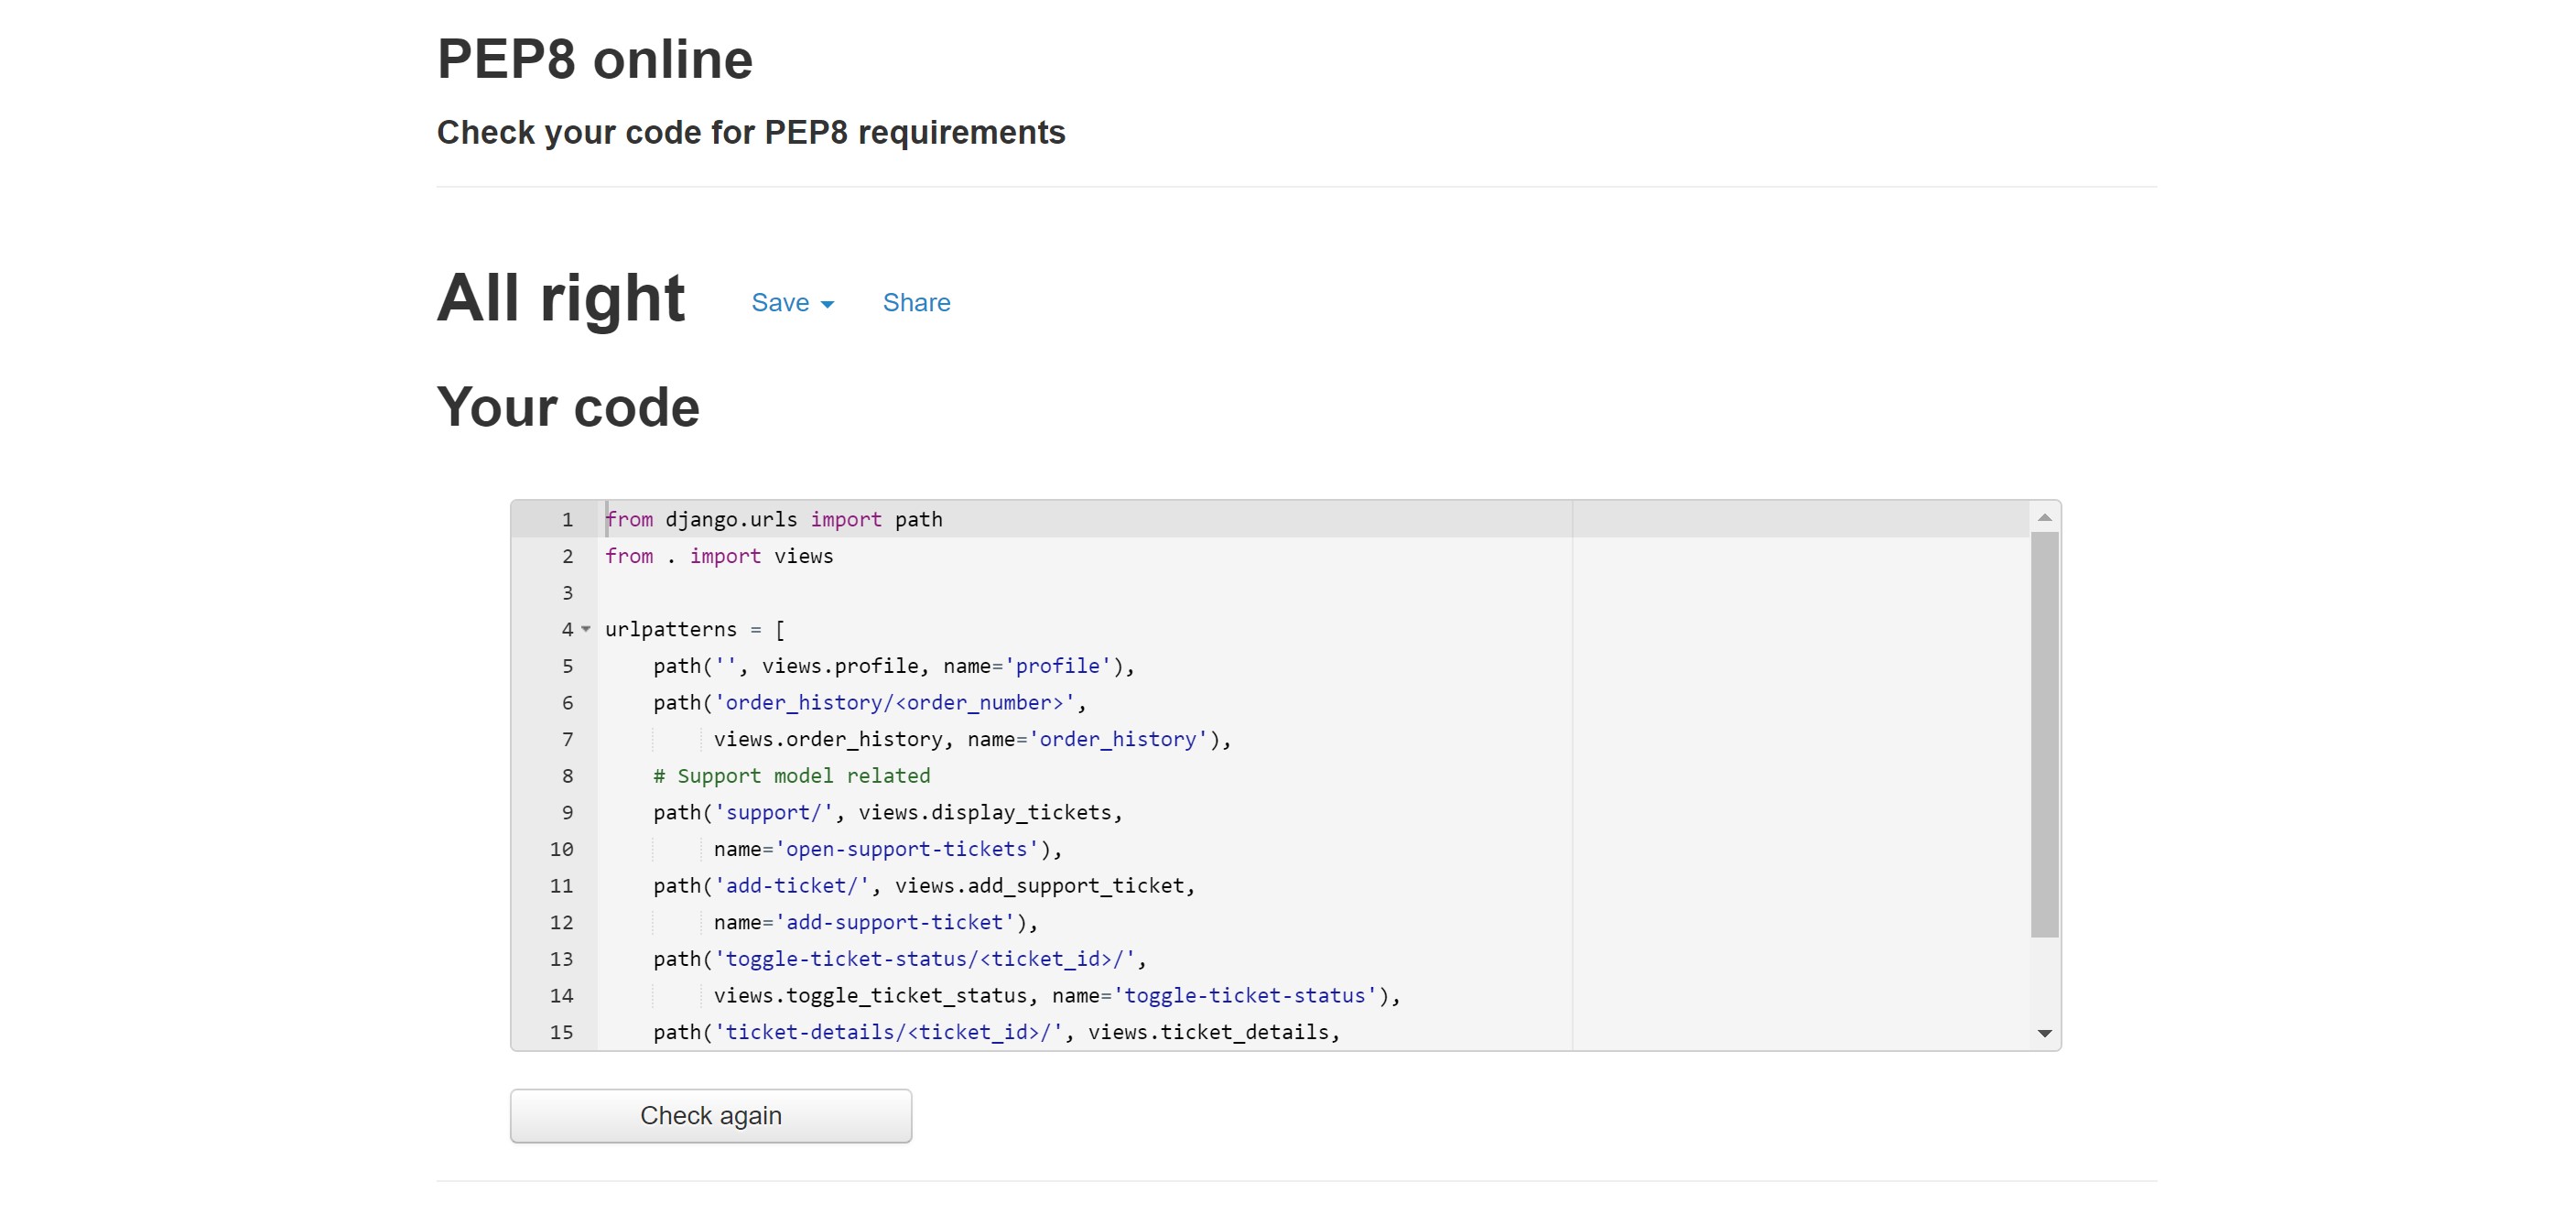 PEP8 online
Check your code for PEP8 requirements
All right Save Share
Your code
1 from django.urls import path
2 from . import views
3
4 urlpatterns = [
5     path('', views.profile, name='profile'),
6     path('order_history/<order_number>',
7          views.order_history, name='order_history'),
8     # Support model related
9     path('support/', views.display_tickets,
10          name='open-support-tickets'),
11     path('add-ticket/', views.add_support_ticket,
12          name='add-support-ticket'),
13     path('toggle-ticket-status/<ticket_id>/',
14          views.toggle_ticket_status, name='toggle-ticket-status'),
15     path('ticket-details/<ticket_id>/', views.ticket_details,
Check again